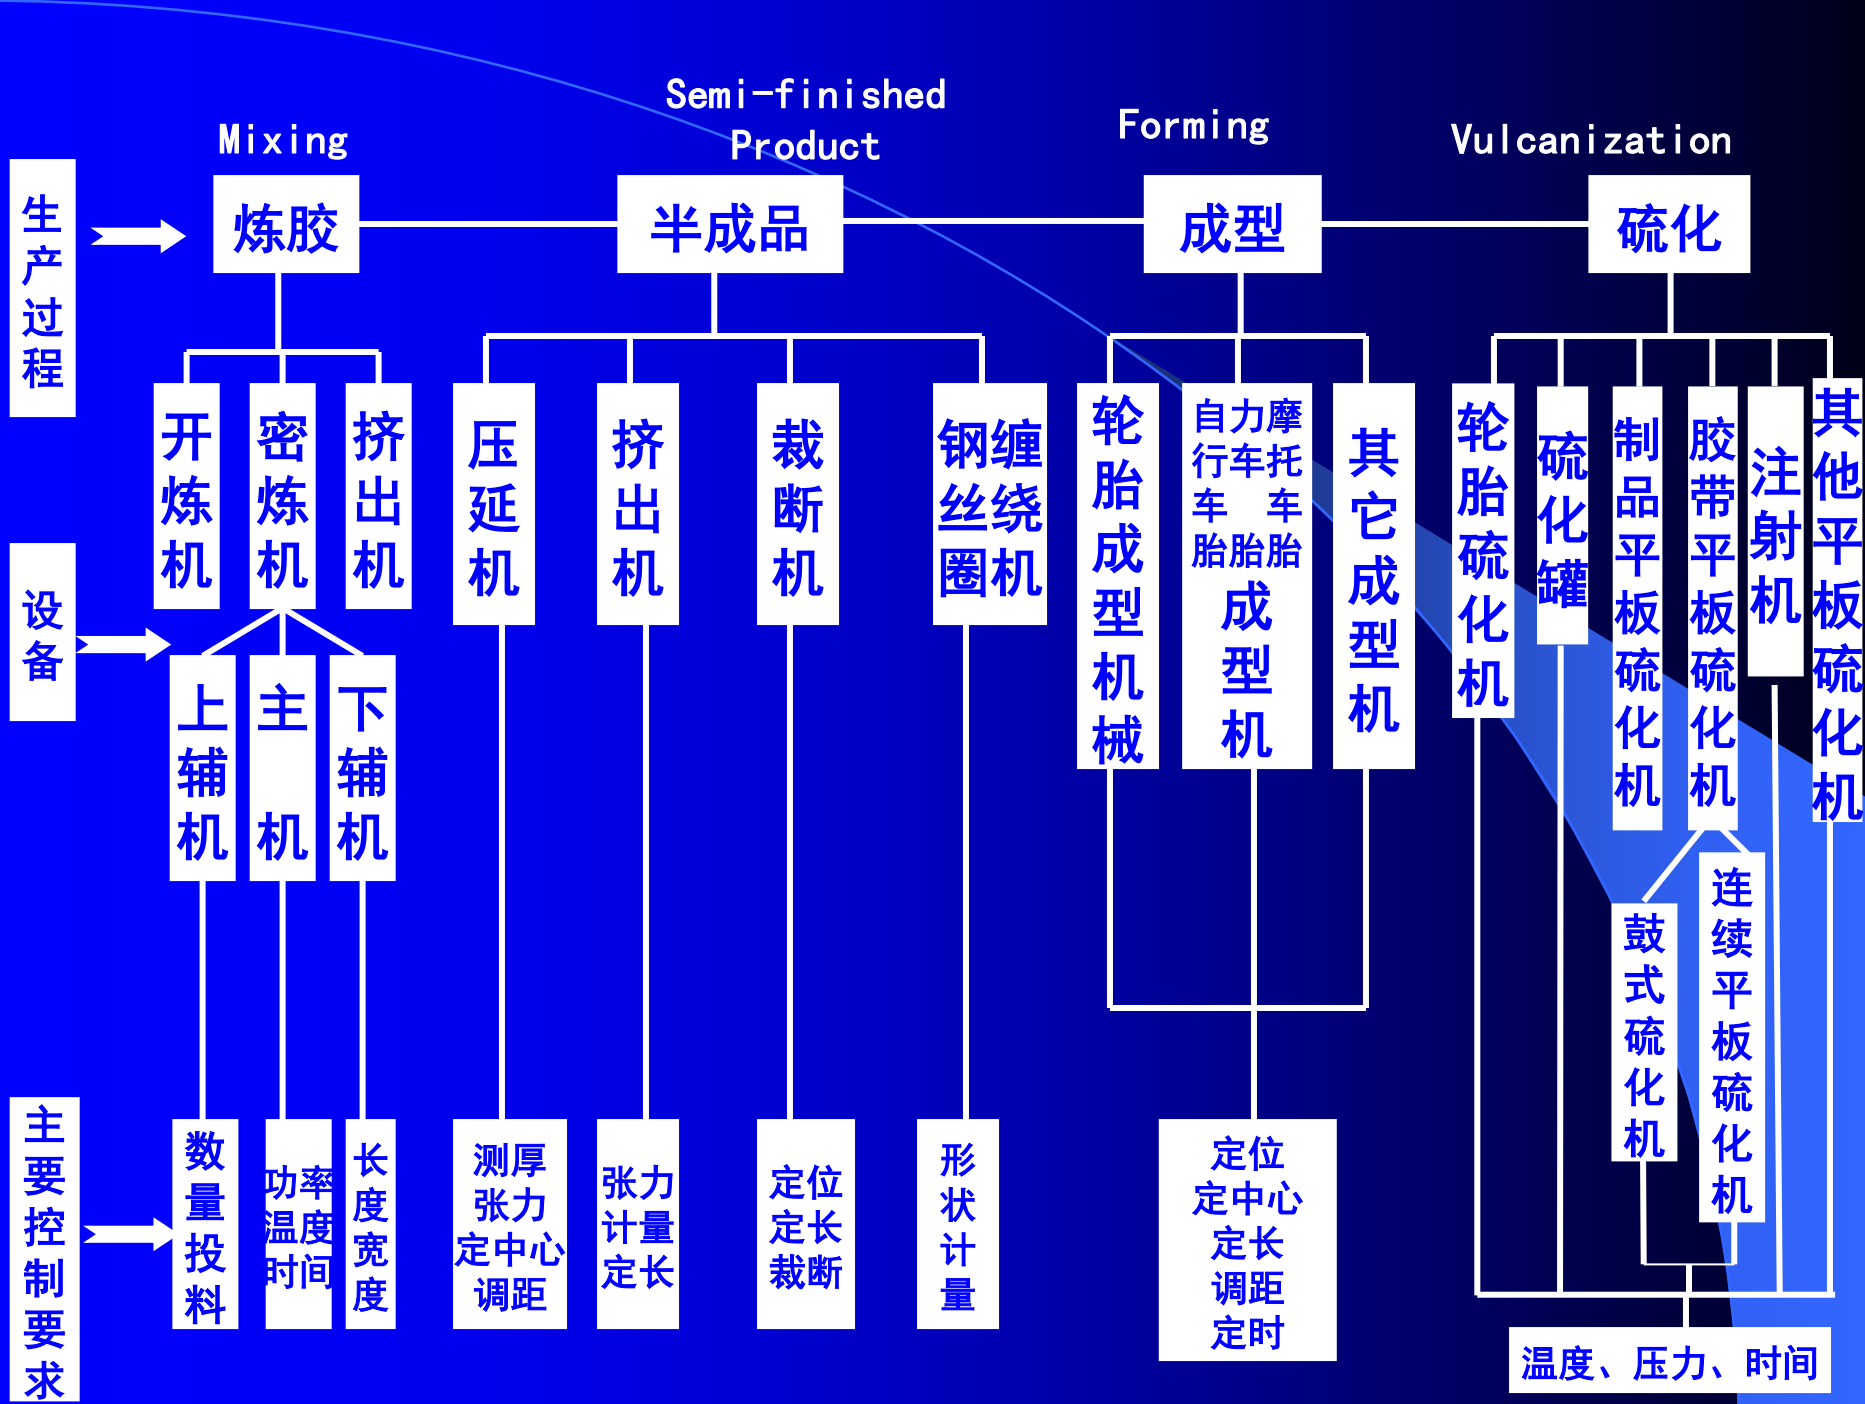 Mixing
Semi-finished
Product
Forming
Vulcanization
生产过程
炼胶
半成品
成型
硫化
设备
开炼机
密炼机
挤出机
压延机
挤出机
裁断机
钢丝圈
缠绕机
轮胎成型机械
自行车胎
力车胎
摩托车胎
成型机
其它成型机
轮胎硫化机
硫化罐
制品平板硫化机
胶带平板硫化机
注射机
其他平板硫化机
上辅机
主机
下辅机
鼓式硫化机
连续平板硫化机
主要控制要求
数量投料
功率
温度
时间
长度宽度
测厚
张力
定中心
调距
张力
计量
定长
定位
定长
裁断
形状计量
定位
定中心
定长
调距
定时
温度、压力、时间